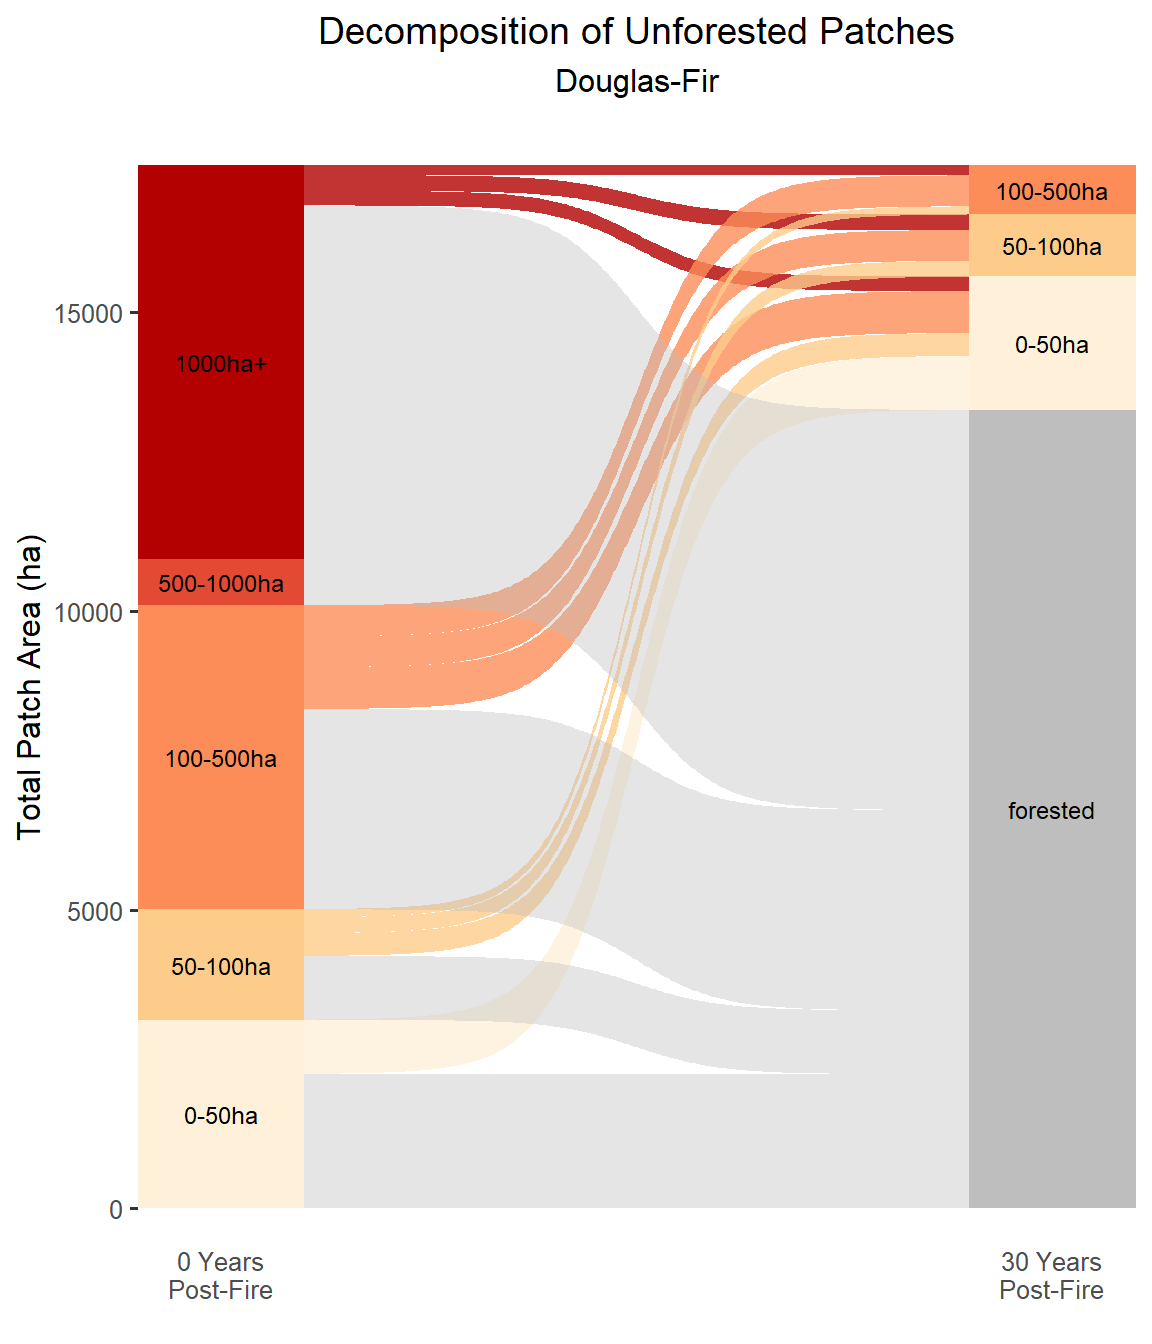 Decomposition of Unforested Patches
Douglas-Fir
Total Patch Area (ha)
15000
10000
5000
0
1000ha+
500-1000ha
100-500ha
50-100ha
0-50ha
100-500ha
50-100ha
0-50ha
forested
0 Years
Post-Fire
30 Years
Post-Fire